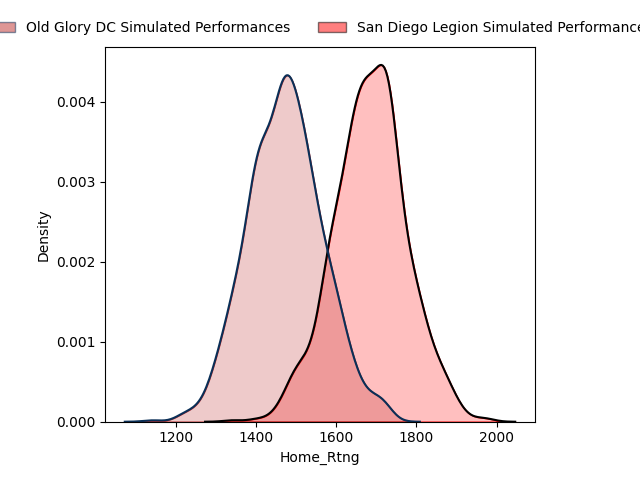 Old Glory DC Simulated Performances San Diego Legion Simulated Performance
0.004
0.003
0.002
0.001
0.000
Density
1200 1400 1600 1800 2000
Home_Rtng